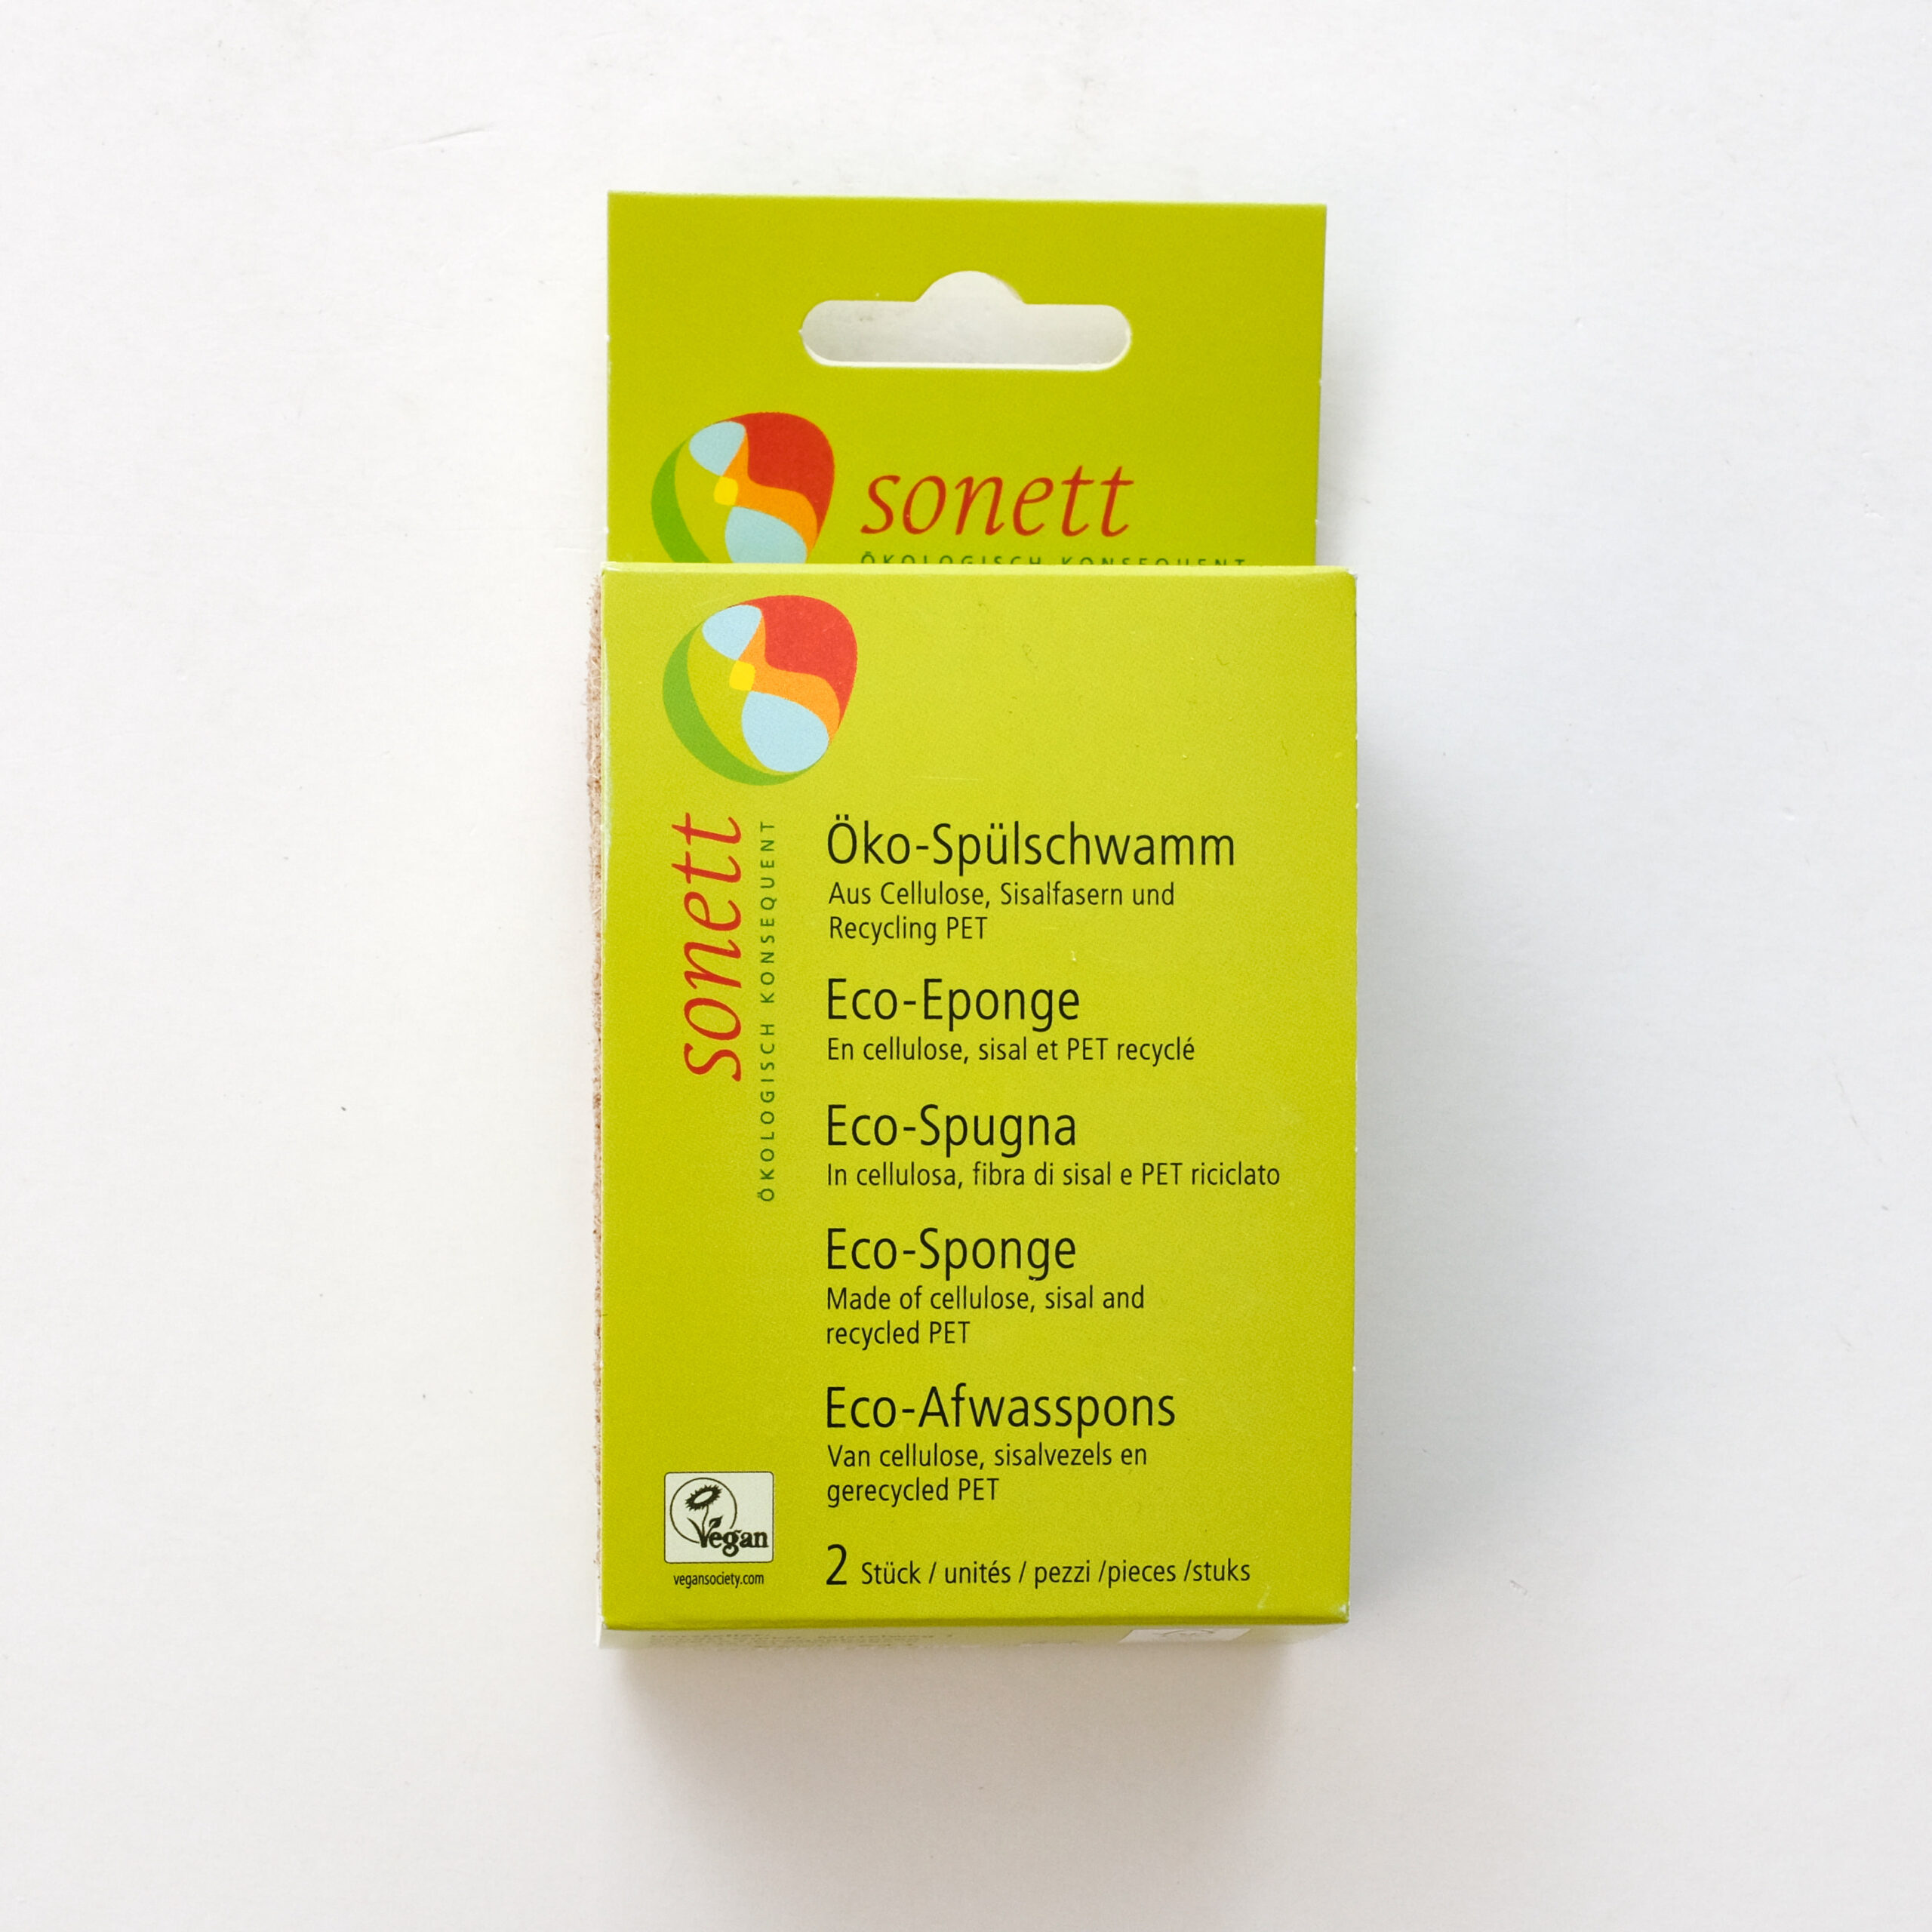 sonett
ÖKOLOGISCH KONSEQUENT
sonett
ÖKOLOGISCH KONSEQUENT
Öko-Spülschwamm
Aus Cellulose, Sisalfasern und
Recycling PET
Eco-Eponge
En cellulose, sisal et PET recyclé
Eco-Spugna
In cellulosa, fibra di sisal e PET riciclato
Eco-Sponge
Made of cellulose, sisal and
recycled PET
Eco-Afwasspons
Van cellulose, sisalvezels en
gerecycled PET
Vegan
vegansociety.com
2 Stück / unités / pezzi /pieces /stuks